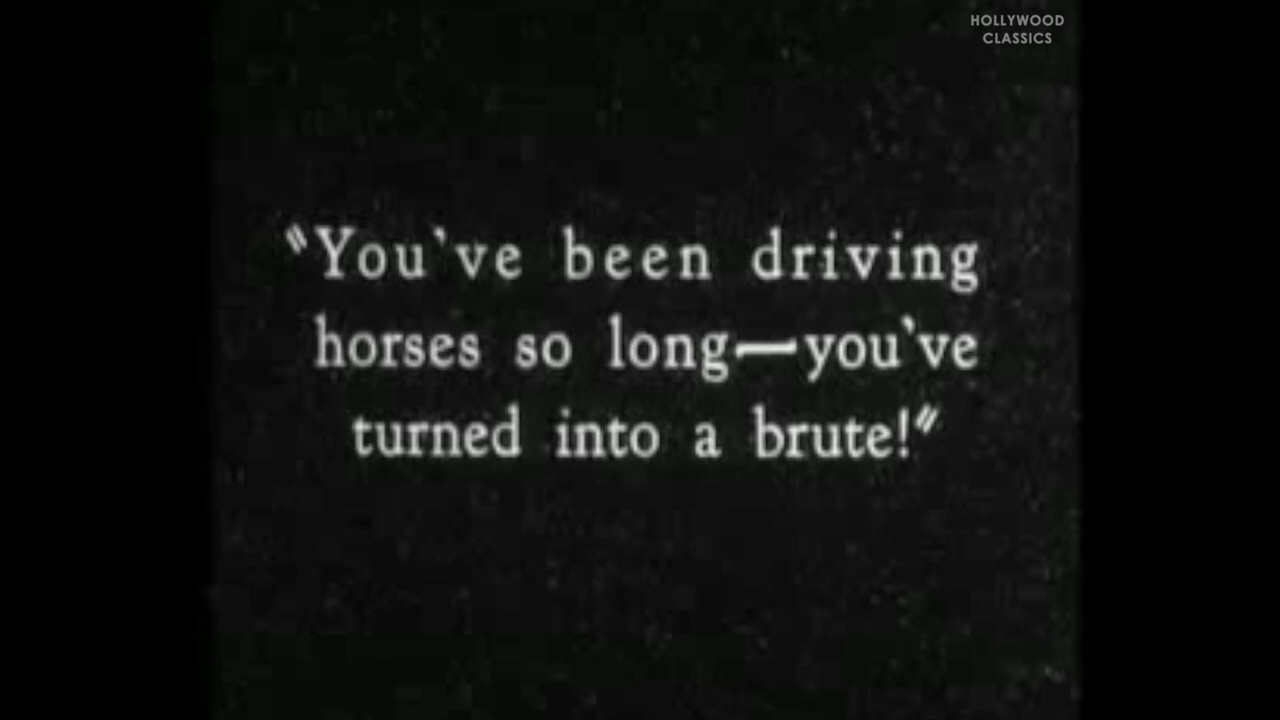 HOLLYWOOD
CLASSICS
"You've been driving
horses so long—you've
turned into a brute!"